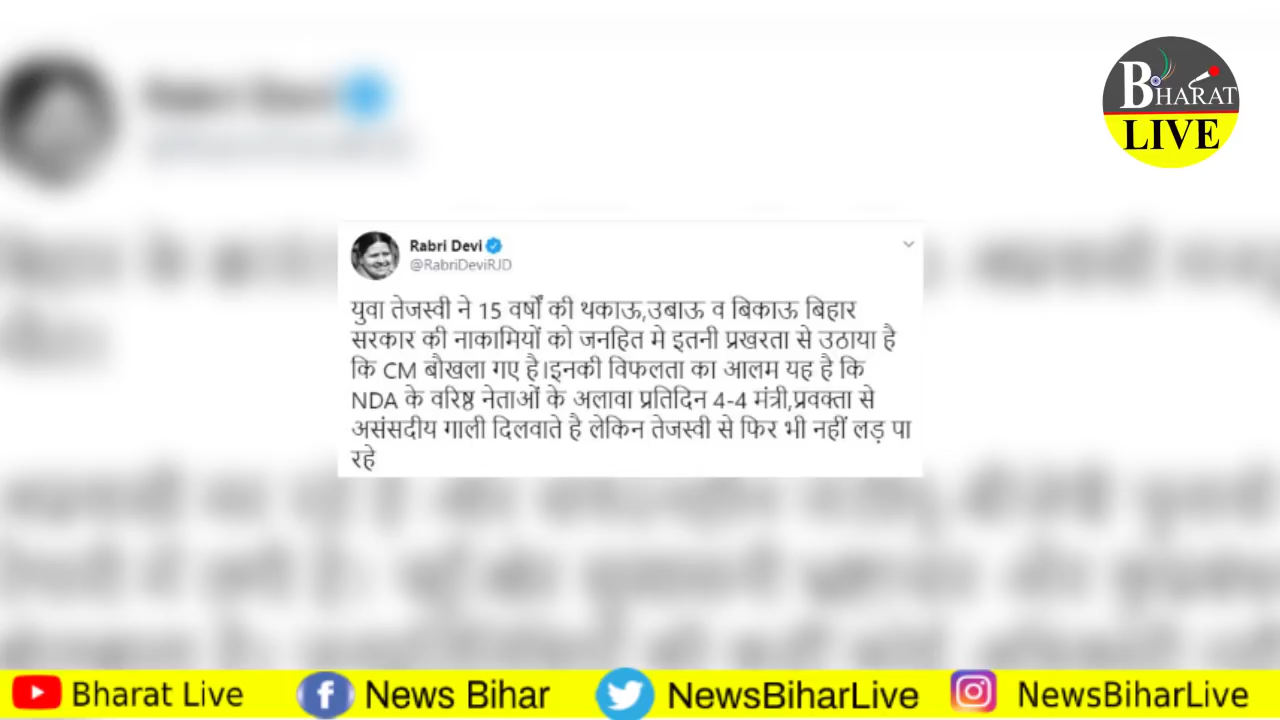 BHARAT
LIVE
Rabri Devi
@RabriDeviRJD
युवा तेजस्वी ने 15 वर्षों की थकाऊ,उबाऊ व बिकाऊ बिहार
सरकार की नाकामियों को जनहित मे इतनी प्रखरता से उठाया है
कि CM बौखला गए है।इनकी विफलता का आलम यह है कि
NDA के वरिष्ठ नेताओं के अलावा प्रतिदिन 4-4 मंत्री,प्रवक्ता से
असंसदीय गाली दिलवाते है लेकिन तेजस्वी से फिर भी नहीं लड़ पा
रहे
Bharat Live News Bihar NewsBiharLive NewsBiharLive